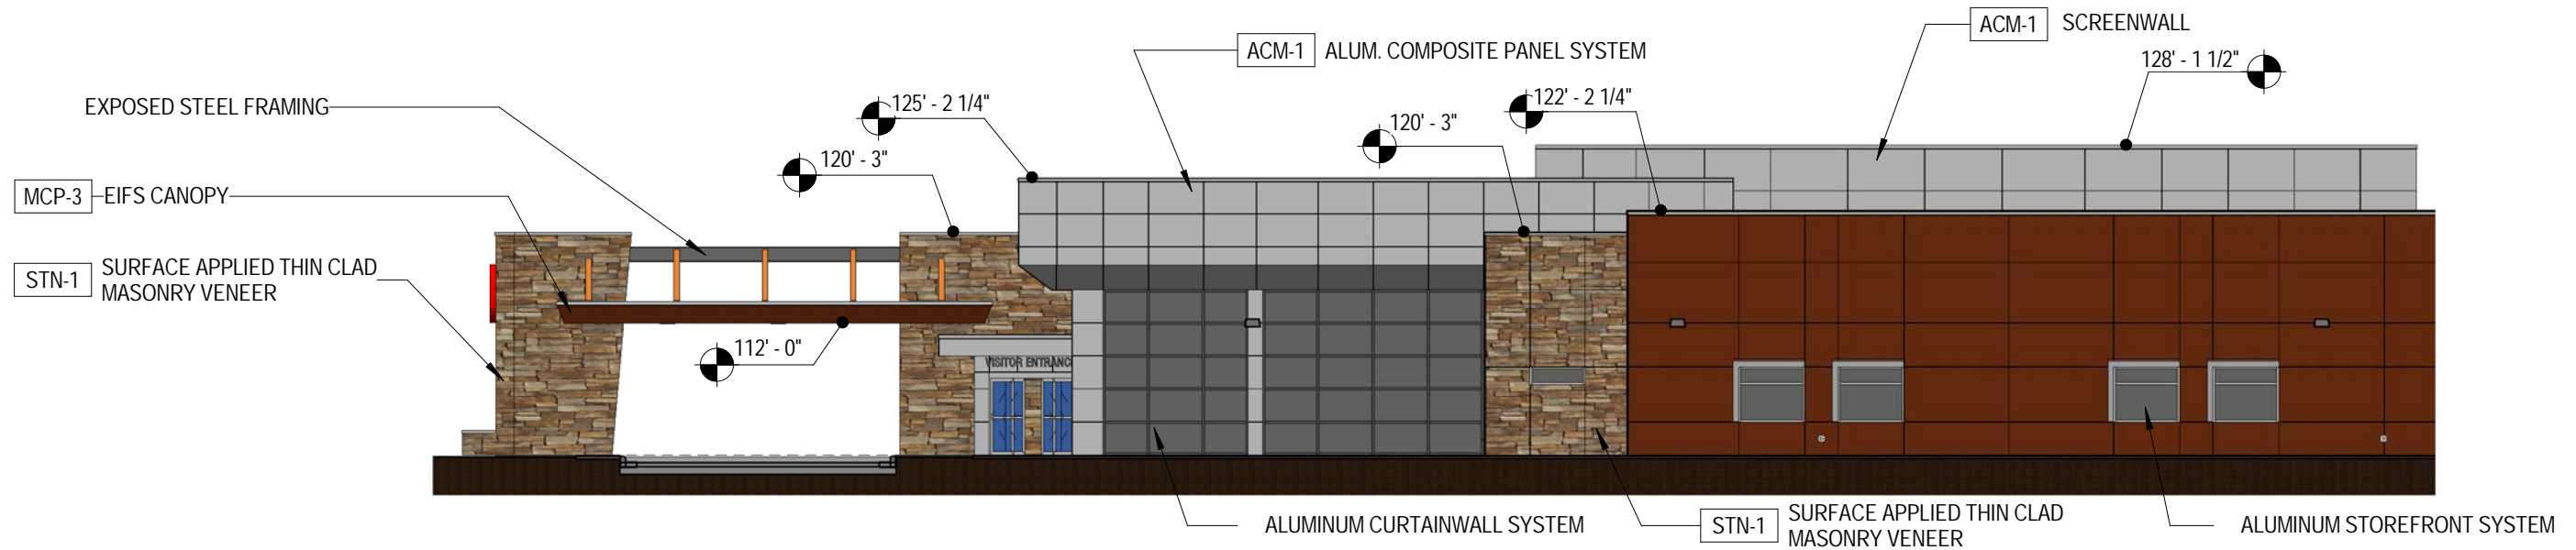 ACM-1 SCREENWALL
128' - 1 1/2"
ACM-1 ALUM. COMPOSITE PANEL SYSTEM
EXPOSED STEEL FRAMING
125' - 2 1/4"
122' - 2 1/4"
120' - 3"
120' - 3"
MCP-3 EIFS CANOPY
STN-1 SURFACE APPLIED THIN CLAD
MASONRY VENEER
112' - 0"
VISITOR ENTRANC
ALUMINUM CURTAINWALL SYSTEM
STN-1 SURFACE APPLIED THIN CLAD
MASONRY VENEER
ALUMINUM STOREFRONT SYSTEM